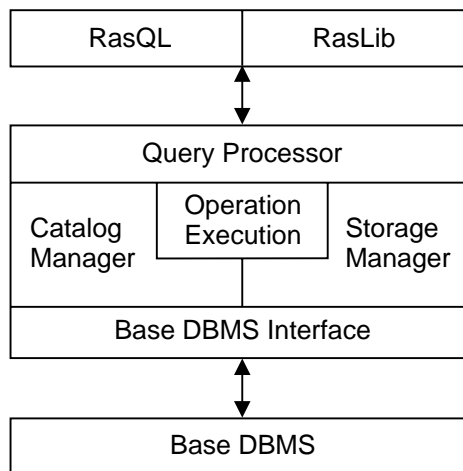 RasQL
RasLib
Query Processor
Operation
Execution
Catalog
Manager
Storage
Manager
Base DBMS Interface
Base DBMS